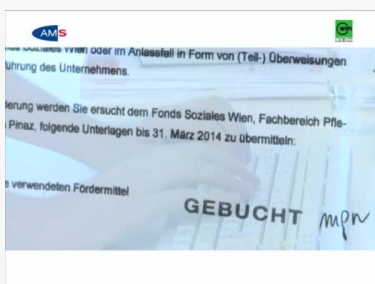 AMS
Soziales Wien oder im Anlassfall in Form von (Teil-) Überweisungen
ührung des Unternehmens.
derung werden Sie ersucht dem Fonds Soziales Wien, Fachbereich Pfle-
Pinaz, folgende Unterlagen bis 31. März 2014 zu übermitteln:
verwendeten Fördermittel
GEBUCHT mpn